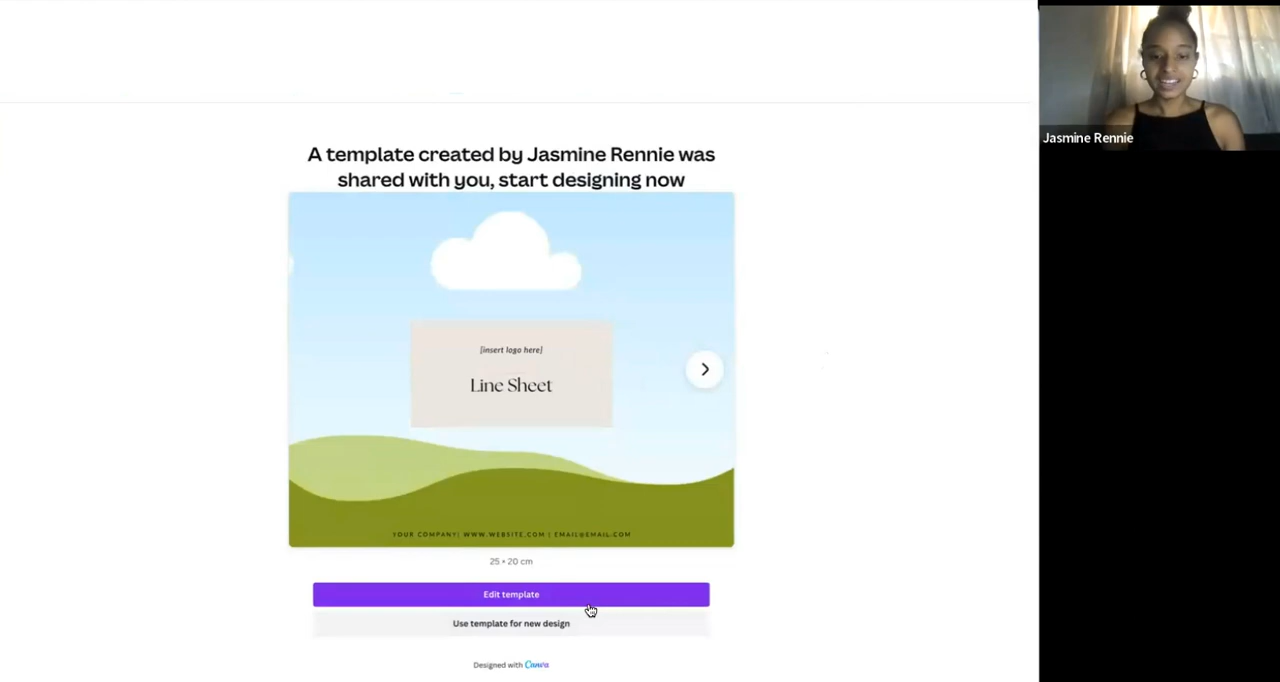 Jasmine Rennie
A template created by Jasmine Rennie was
shared with you, start designing now
[insert logo here]
Line Sheet
YOUR COMPANY| WWW.WEBSITE.COM | EMAIL@EMAIL.COM
25 × 20 cm
Edit template
Use template for new design
Designed with Canva